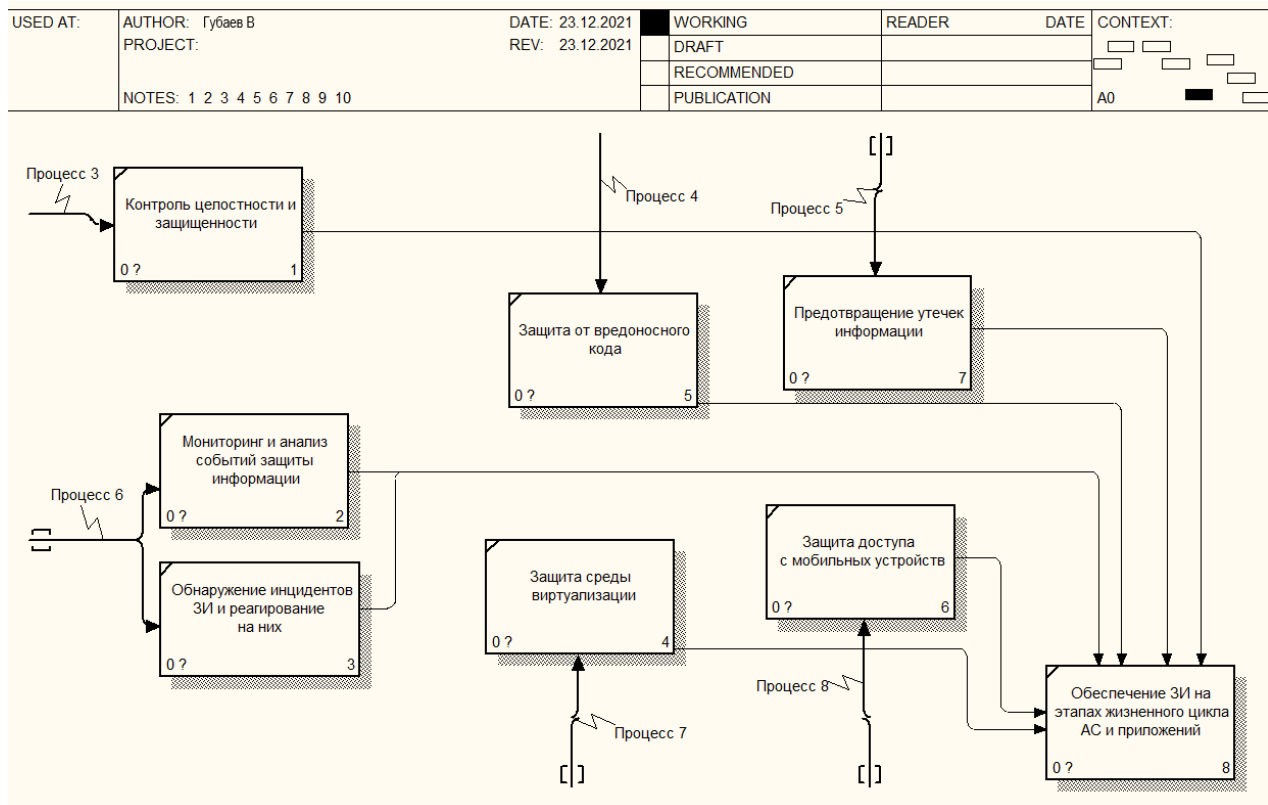 USED AT:
AUTHOR: Губаев В
DATE: 23.12.2021
WORKING
READER
DATE
CONTEXT:
PROJECT:
REV: 23.12.2021
DRAFT
RECOMMENDED
NOTES: 1 2 3 4 5 6 7 8 9 10
PUBLICATION
A0
Процесс 3
Контроль целостности и
защищенности
0 ?
1
Процесс 4
Процесс 5
Защита от вредоносного
кода
0 ?
5
Предотвращение утечек
информации
0 ?
7
Мониторинг и анализ
событий защиты
информации
0 ?
2
Процесс 6
Обнаружение инцидентов
ЗИ и реагирование
на них
0 ?
3
Защита среды
виртуализации
0 ?
4
Процесс 7
Защита доступа
с мобильных устройств
0 ?
6
Процесс 8
Обеспечение ЗИ на
этапах жизненного цикла
АС и приложений
0 ?
8